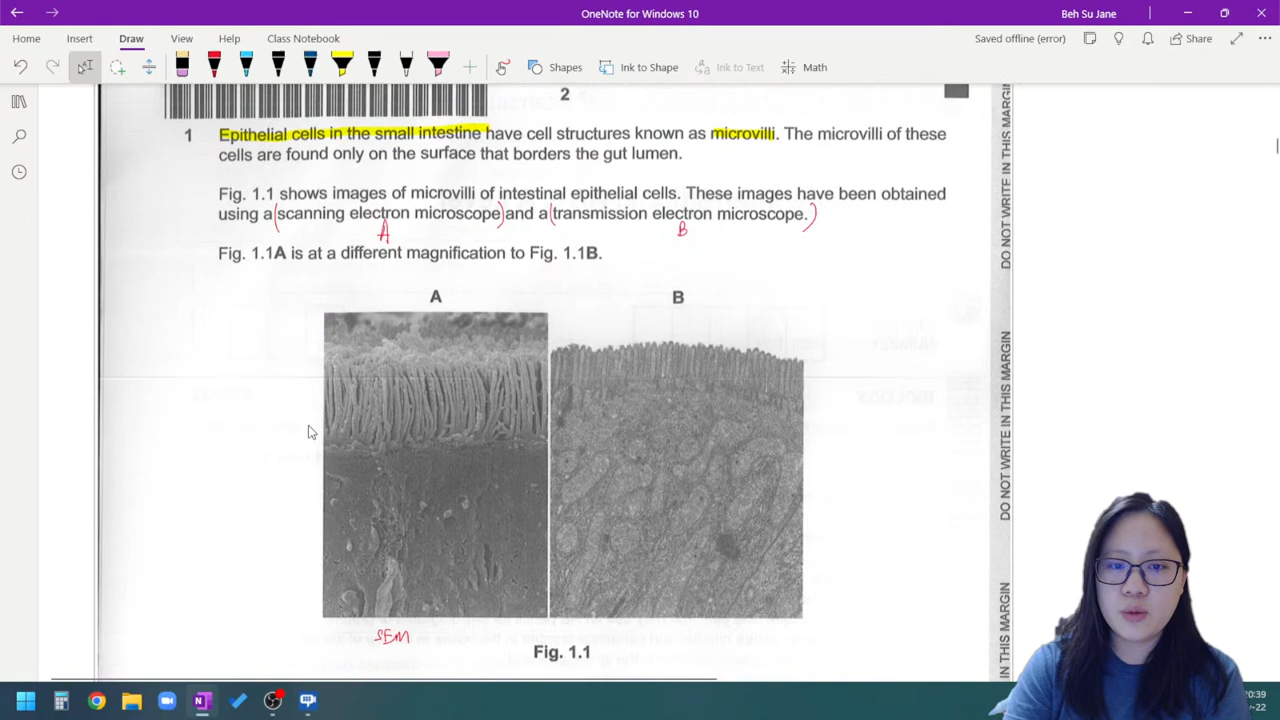 OneNote for Windows 10
Beh Su Jane
Home Insert Draw View Help Class Notebook
Saved offline (error)
Share
Shapes
Ink to Shape
Ink to Text
Math
2
1 Epithelial cells in the small intestine have cell structures known as microvilli. The microvilli of these
cells are found only on the surface that borders the gut lumen.
Fig. 1.1 shows images of microvilli of intestinal epithelial cells. These images have been obtained
using a (scanning electron microscope) and a (transmission electron microscope.)
A B
Fig. 1.1A is at a different magnification to Fig. 1.1B.
A B
SEM
Fig. 1.1
DO NOT WRITE IN THIS MARGIN
DO NOT WRITE IN THIS MARGIN
IN THIS MARGIN
0:39
-22